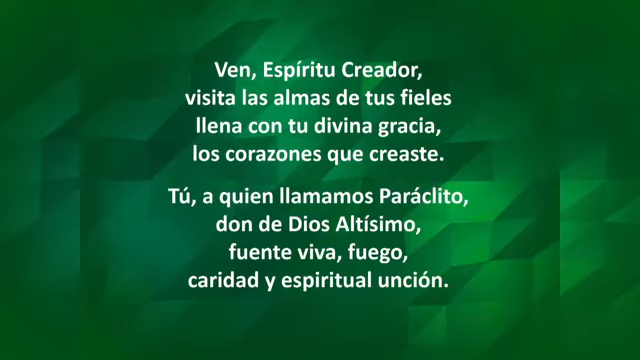 Ven, Espíritu Creador,
visita las almas de tus fieles
llena con tu divina gracia,
los corazones que creaste.
Tú, a quien llamamos Paráclito,
don de Dios Altísimo,
fuente viva, fuego,
caridad y espiritual unción.